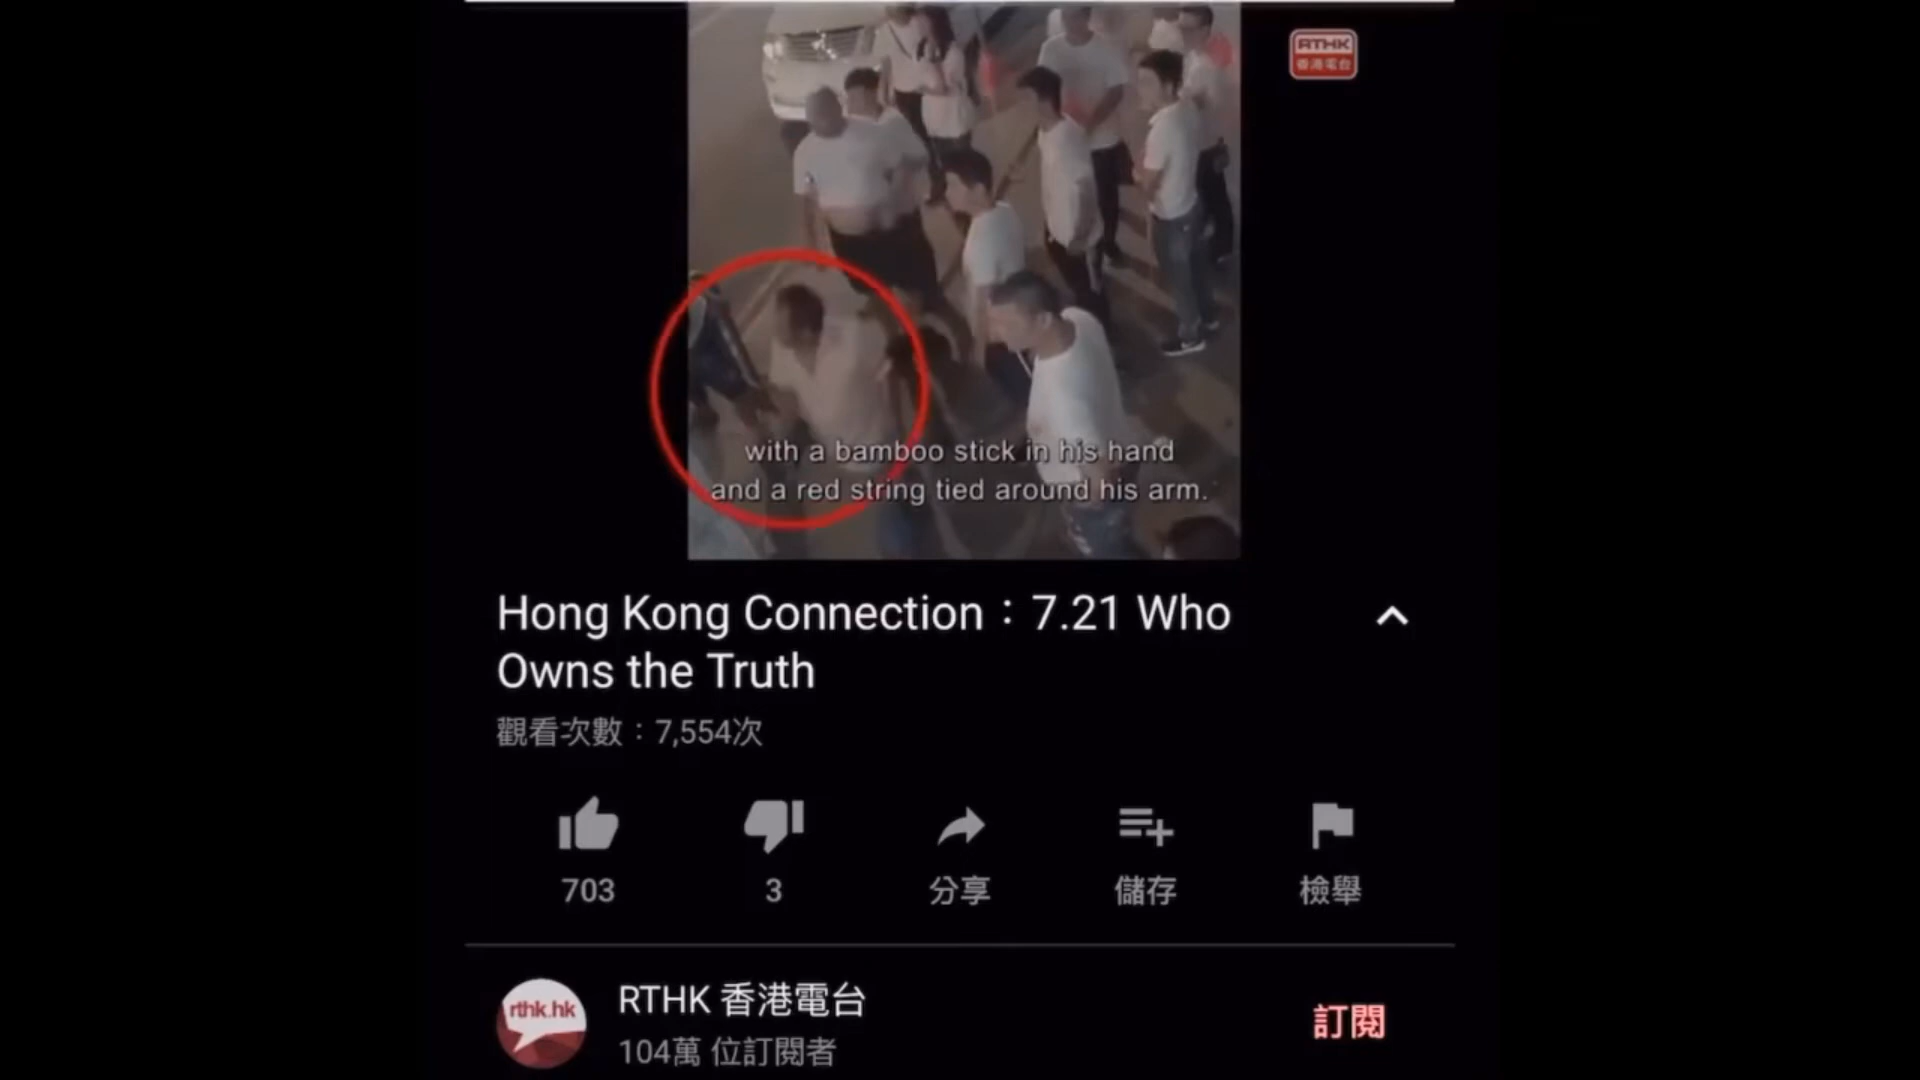 RTHK
香港電台
with a bamboo stick in his hand
and a red string tied around his arm.
Hong Kong Connection：7.21 Who
Owns the Truth
觀看次數：7,554次
703
3
分享
儲存
檢舉
rthk.hk
RTHK 香港電台
104萬 位訂閱者
訂閱